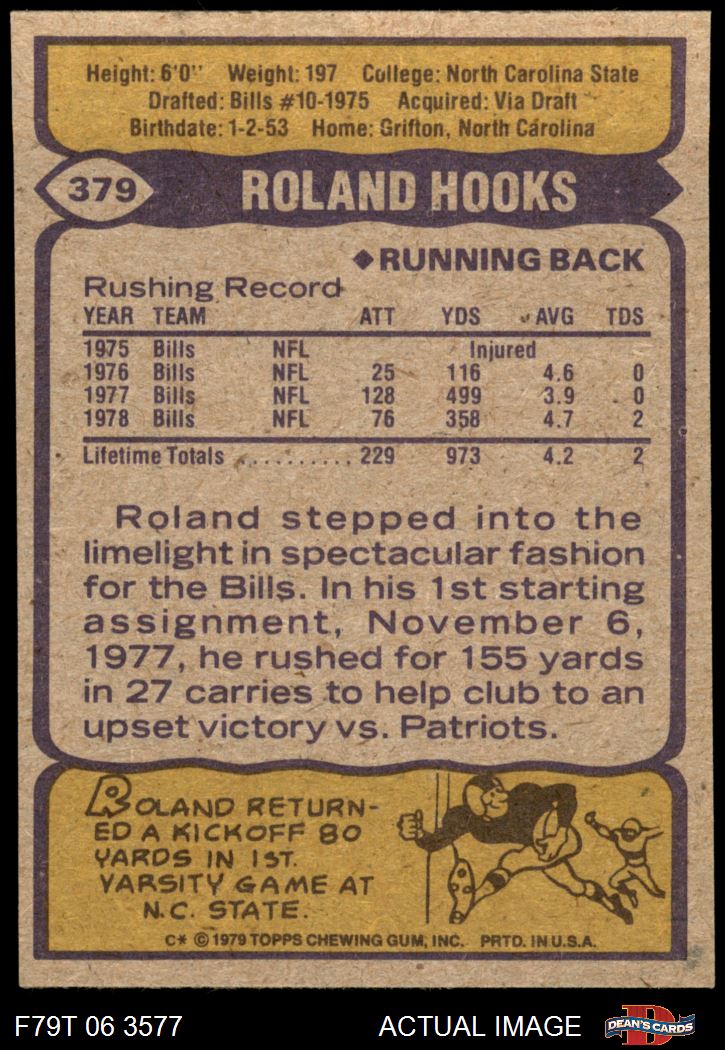 Height: 6'0" Weight: 197 College: North Carolina State
Drafted: Bills #10-1975 Acquired: Via Draft
Birthdate: 1-2-53 Home: Grifton, North Carolina
379 ROLAND HOOKS
◆RUNNING BACK
Rushing Record
YEAR TEAM ATT YDS AVG TDS
1975 Bills NFL Injured
1976 Bills NFL 25 116 4.6 0
1977 Bills NFL 128 499 3.9 0
1978 Bills NFL 76 358 4.7 2
Lifetime Totals .......... 229 973 4.2 2
Roland stepped into the
limelight in spectacular fashion
for the Bills. In his 1st starting
assignment, November 6,
1977, he rushed for 155 yards
in 27 carries to help club to an
upset victory vs. Patriots.
ROLAND RETURN-
ED A KICKOFF 80
YARDS IN 1ST.
VARSITY GAME AT
N.C. STATE.
C* © 1979 TOPPS CHEWING GUM, INC. PRTD. IN U.S.A.
F79T 06 3577 ACTUAL IMAGE D DEAN'S CARDS